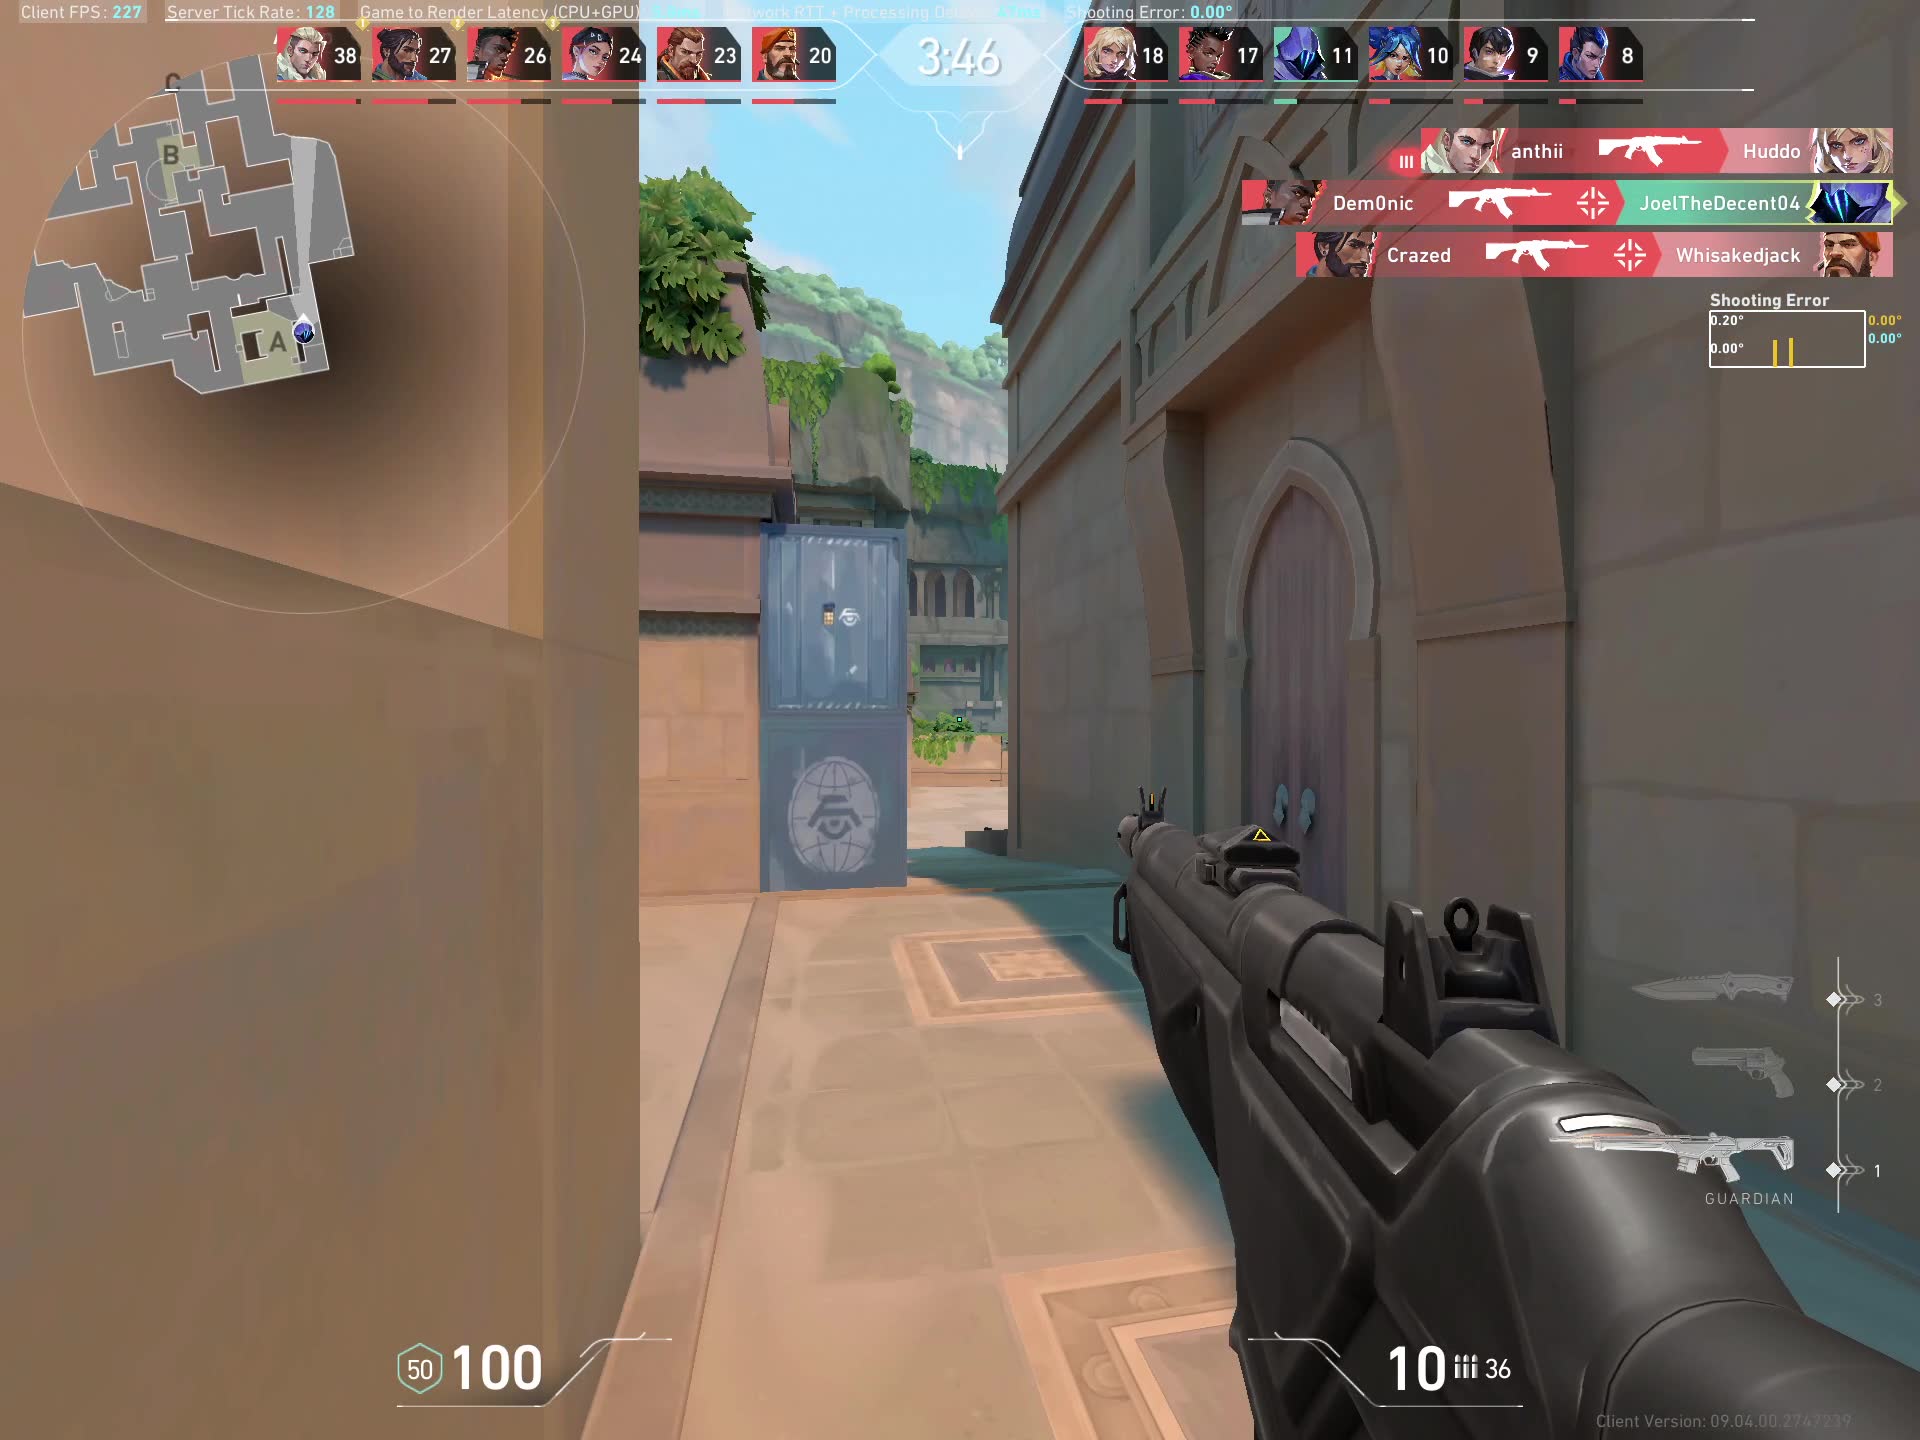 Client FPS: 227 Server Tick Rate: 128 Game to Render Latency (CPU+GPU): Network RTT + Processing Shooting Error: 0.00°
38 27 26 24 23 20 3:46 18 17 11 10 9 8
C
B
A
anthii Huddo
Dem0nic JoelTheDecent04
Crazed Whisakedjack
Shooting Error
0.20° 0.00°
0.00° 0.00°
3
2
1
GUARDIAN
50 100
10 36
Client Version: 09.04.00.2747239